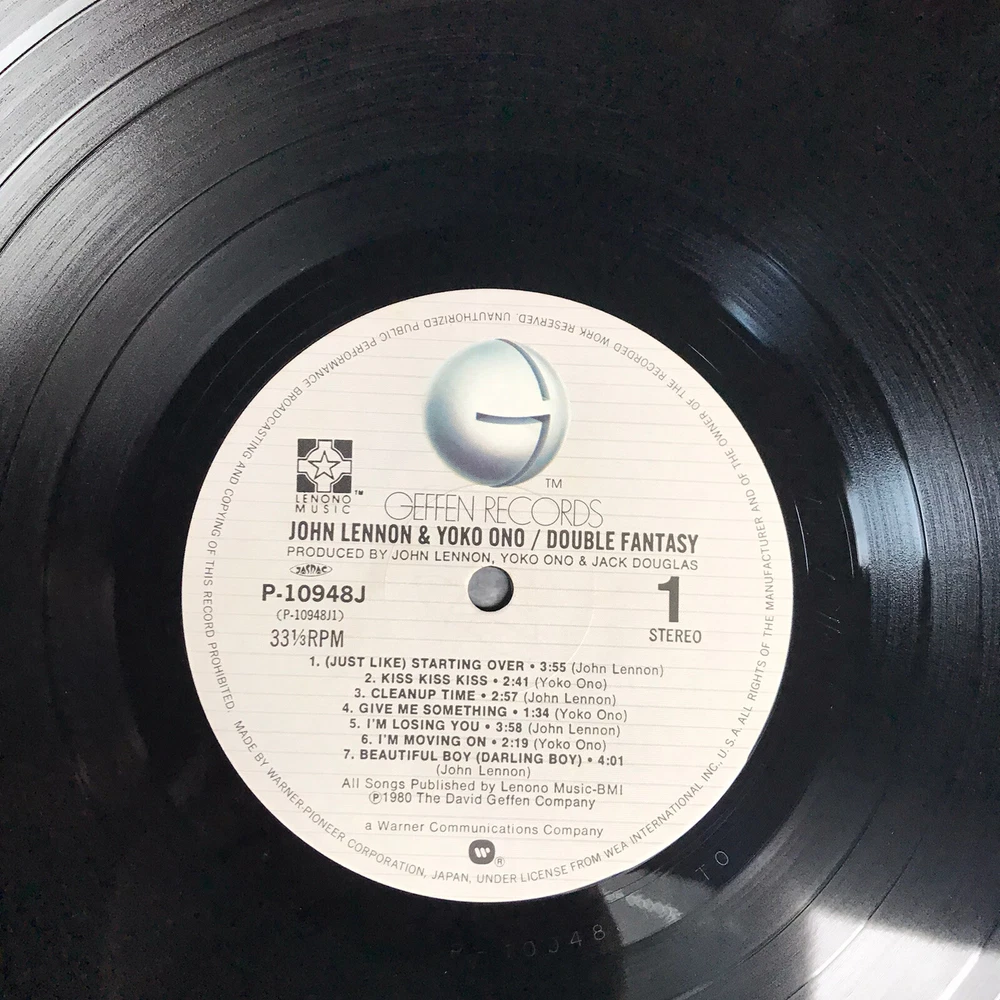 LENONO
MUSIC
TM
TM
GEFFEN RECORDS
JOHN LENNON & YOKO ONO / DOUBLE FANTASY
PRODUCED BY JOHN LENNON, YOKO ONO & JACK DOUGLAS
JASRAC
P-10948J
(P-10948J1)
33⅓RPM
1
STEREO
1. (JUST LIKE) STARTING OVER • 3:55 (John Lennon)
2. KISS KISS KISS • 2:41 (Yoko Ono)
3. CLEANUP TIME • 2:57 (John Lennon)
4. GIVE ME SOMETHING • 1:34 (Yoko Ono)
5. I'M LOSING YOU • 3:58 (John Lennon)
6. I'M MOVING ON • 2:19 (Yoko Ono)
7. BEAUTIFUL BOY (DARLING BOY) • 4:01
(John Lennon)
All Songs Published by Lenono Music-BMI
℗1980 The David Geffen Company
a Warner Communications Company
W®
MADE BY WARNER-PIONEER CORPORATION, JAPAN, UNDER LICENSE FROM WEA INTERNATIONAL INC., U.S.A. ALL RIGHTS OF THE MANUFACTURER AND OF THE OWNER OF THE RECORDED WORK RESERVED. UNAUTHORIZED PUBLIC PERFORMANCE BROADCASTING AND COPYING OF THIS RECORD PROHIBITED.
TO